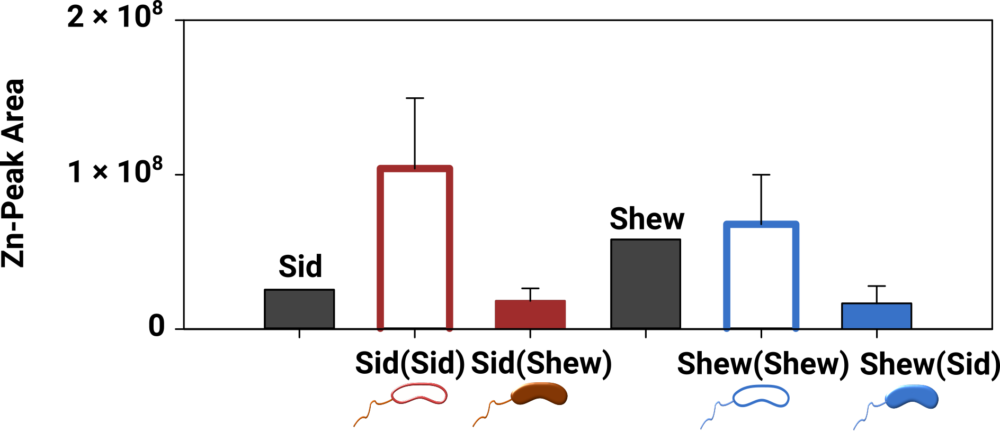 2 × 10⁸
1 × 10⁸
0
Zn-Peak Area
Sid
Shew
Sid(Sid) Sid(Shew) Shew(Shew) Shew(Sid)